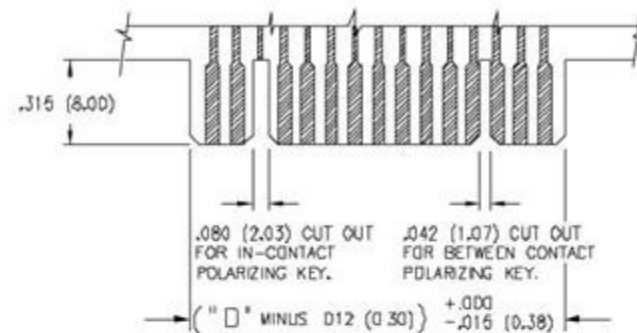 .315 (8.00)
.080 (2.03) CUT OUT
FOR IN-CONTACT
POLARIZING KEY.
.042 (1.07) CUT OUT
FOR BETWEEN CONTACT
POLARIZING KEY.
("D" MINUS .012 (0.30)) +.000
-.015 (0.38)